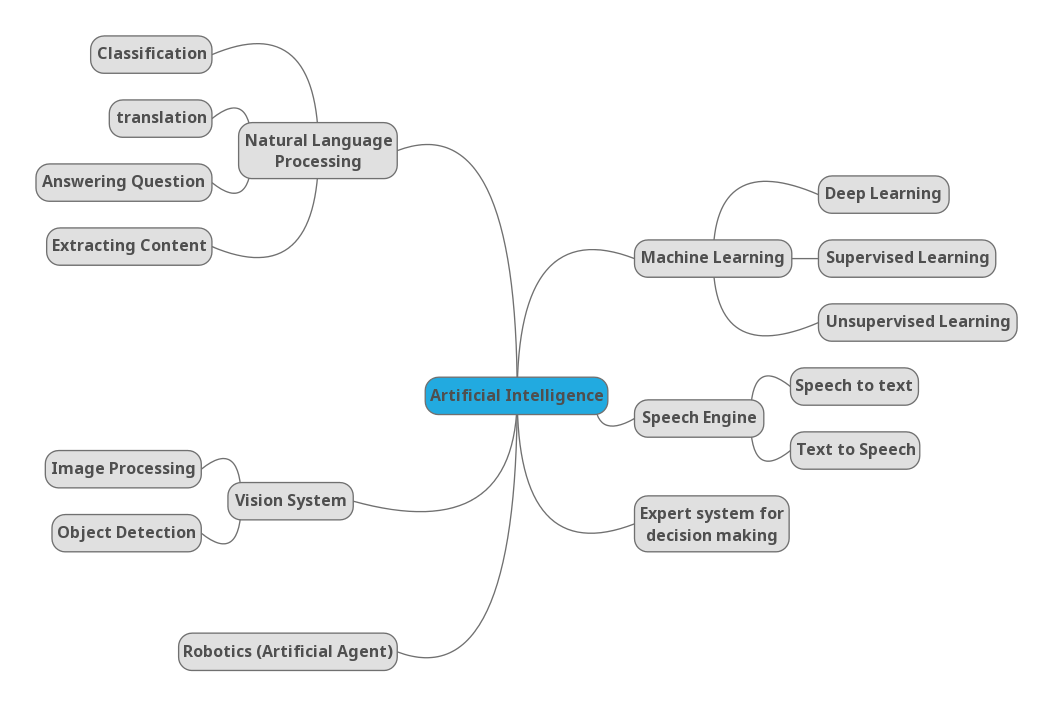 Classification
translation
Natural Language
Processing
Answering Question
Extracting Content
Deep Learning
Machine Learning
Supervised Learning
Unsupervised Learning
Artificial Intelligence
Speech to text
Speech Engine
Text to Speech
Image Processing
Vision System
Object Detection
Expert system for
decision making
Robotics (Artificial Agent)